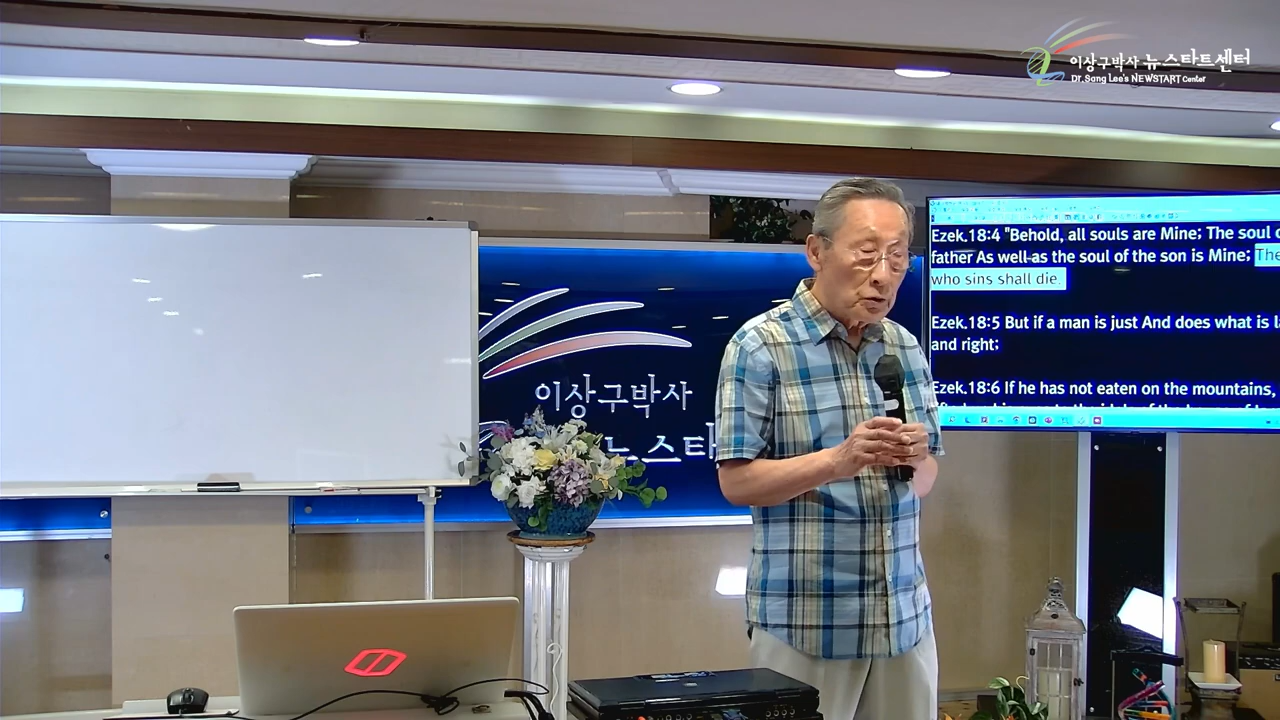 이상구박사 뉴스타트센터
Dr. Sang Lee's NEWSTART Center
Ezek.18:4 "Behold, all souls are Mine; The soul
father As well as the soul of the son is Mine; The
who sins shall die.
Ezek.18:5 But if a man is just And does what is
and right;
Ezek.18:6 If he has not eaten on the mountains,
이상구박사
뉴스타